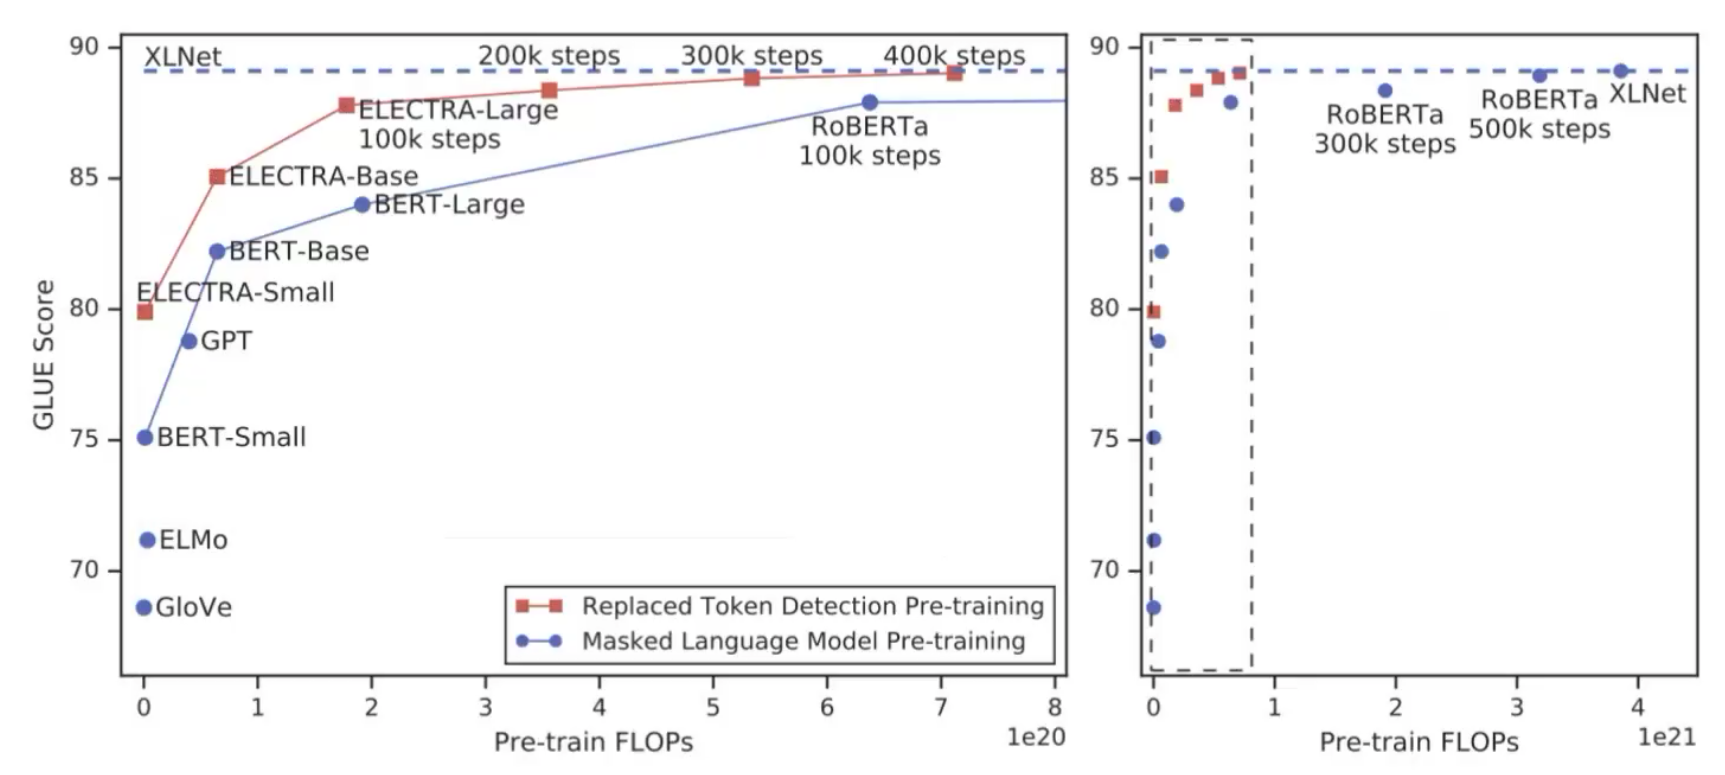 90
XLNet
200k steps
300k steps
400k steps
ELECTRA-Large
100k steps
RoBERTa
100k steps
85
ELECTRA-Base
BERT-Large
BERT-Base
ELECTRA-Small
80
GPT
75
BERT-Small
ELMo
70
GloVe
GLUE Score
Replaced Token Detection Pre-training
Masked Language Model Pre-training
0 1 2 3 4 5 6 7 8
Pre-train FLOPs
1e20
90
RoBERTa
300k steps
RoBERTa
500k steps
XLNet
85
80
75
70
0 1 2 3 4
Pre-train FLOPs
1e21